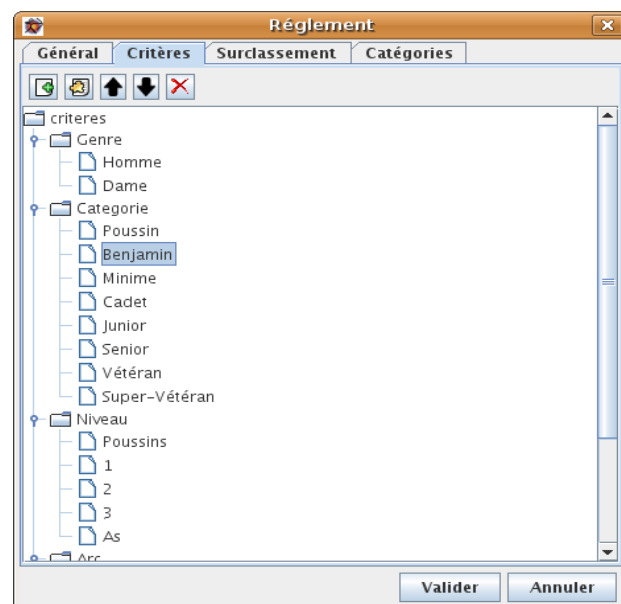 Réglement
Général Critères Surclassement Catégories
criteres
Genre
Homme
Dame
Categorie
Poussin
Benjamin
Minime
Cadet
Junior
Senior
Vétéran
Super-Vétéran
Niveau
Poussins
1
2
3
As
Arc
Valider Annuler